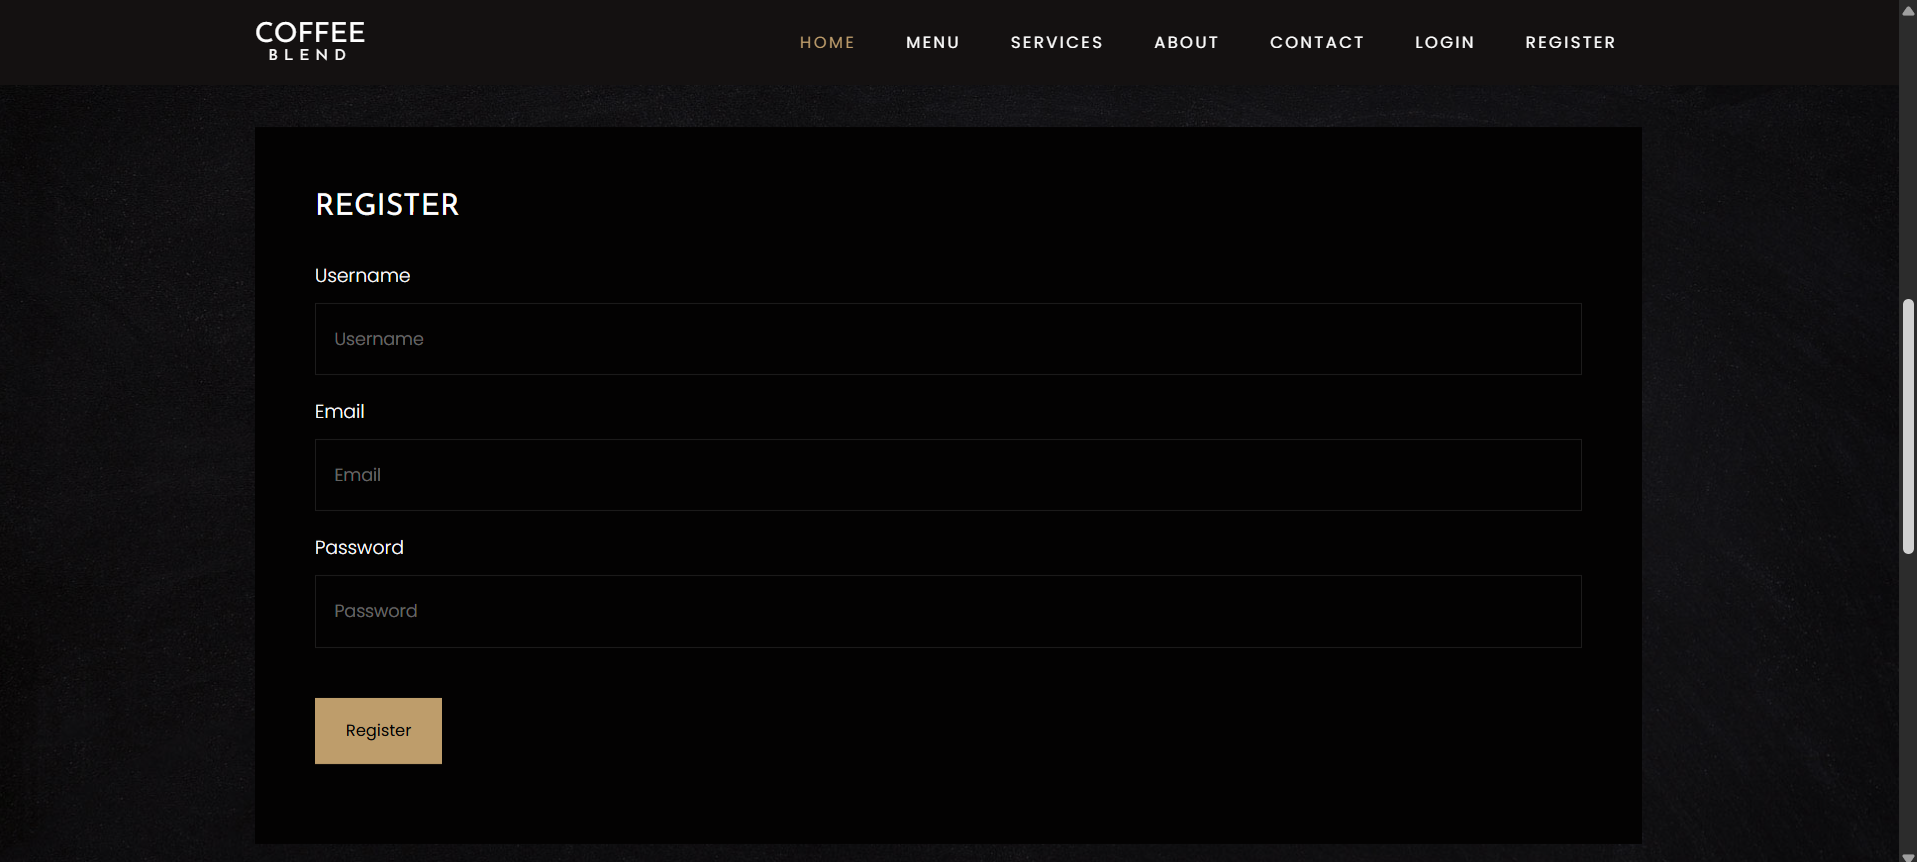 COFFEE
BLEND
HOME MENU SERVICES ABOUT CONTACT LOGIN REGISTER
REGISTER
Username
Username
Email
Email
Password
Password
Register